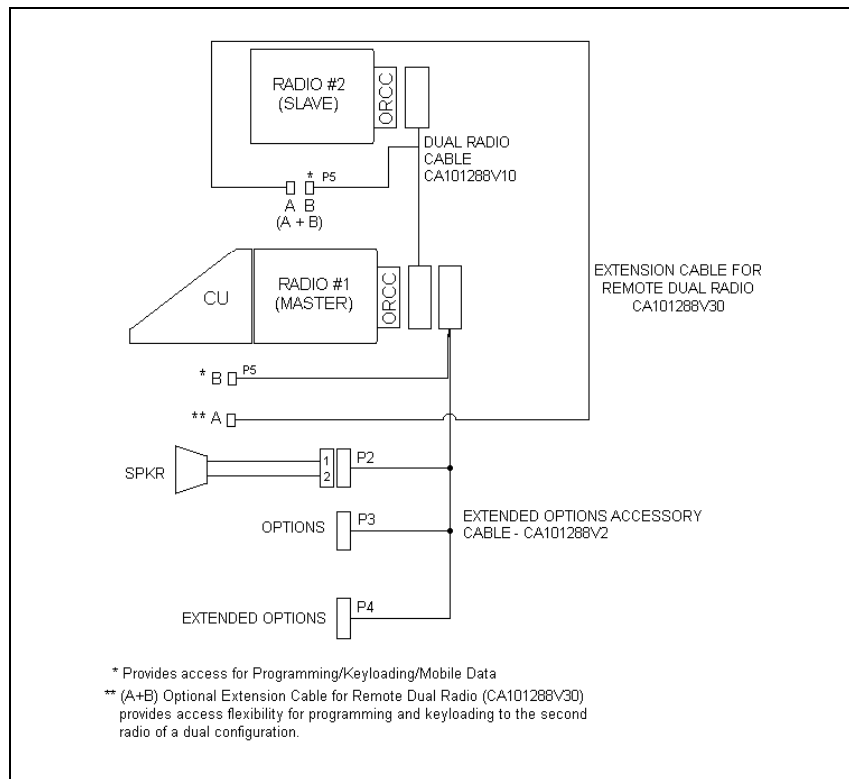 RADIO #2
(SLAVE)
ORCC
DUAL RADIO
CABLE
CA101288V10
* P5
A B
(A + B)
CU
RADIO #1
(MASTER)
ORCC
EXTENSION CABLE FOR
REMOTE DUAL RADIO
CA101288V30
* B P5
** A
SPKR
1
2
P2
OPTIONS
P3
EXTENDED OPTIONS ACCESSORY
CABLE - CA101288V2
EXTENDED OPTIONS
P4
* Provides access for Programming/Keyloading/Mobile Data
** (A+B) Optional Extension Cable for Remote Dual Radio (CA101288V30)
provides access flexibility for programming and keyloading to the second
radio of a dual configuration.